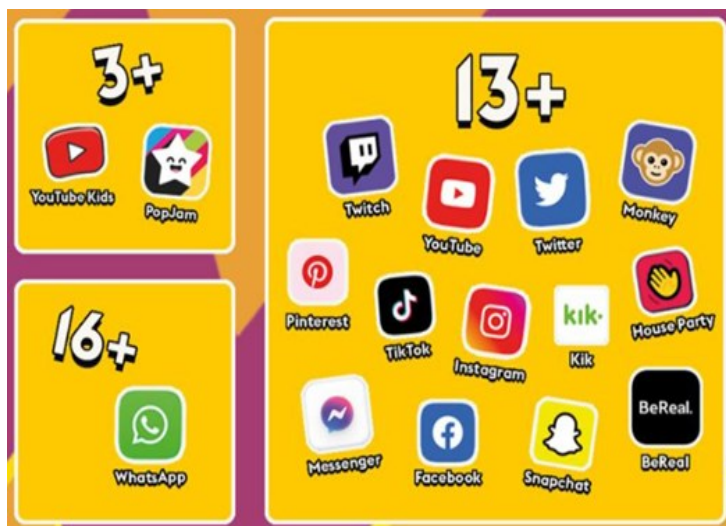 3+
YouTube Kids
PopJam
16+
WhatsApp
13+
Twitch
YouTube
Twitter
Monkey
Pinterest
TikTok
Instagram
kik·
Kik
House Party
Messenger
Facebook
Snapchat
BeReal.
BeReal